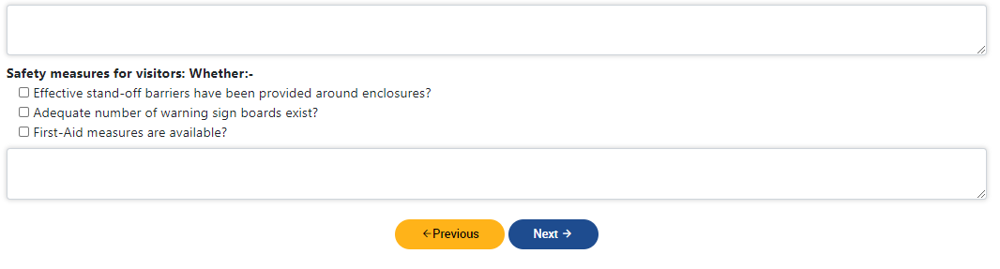 Safety measures for visitors: Whether:-
Effective stand-off barriers have been provided around enclosures?
Adequate number of warning sign boards exist?
First-Aid measures are available?
←Previous
Next →